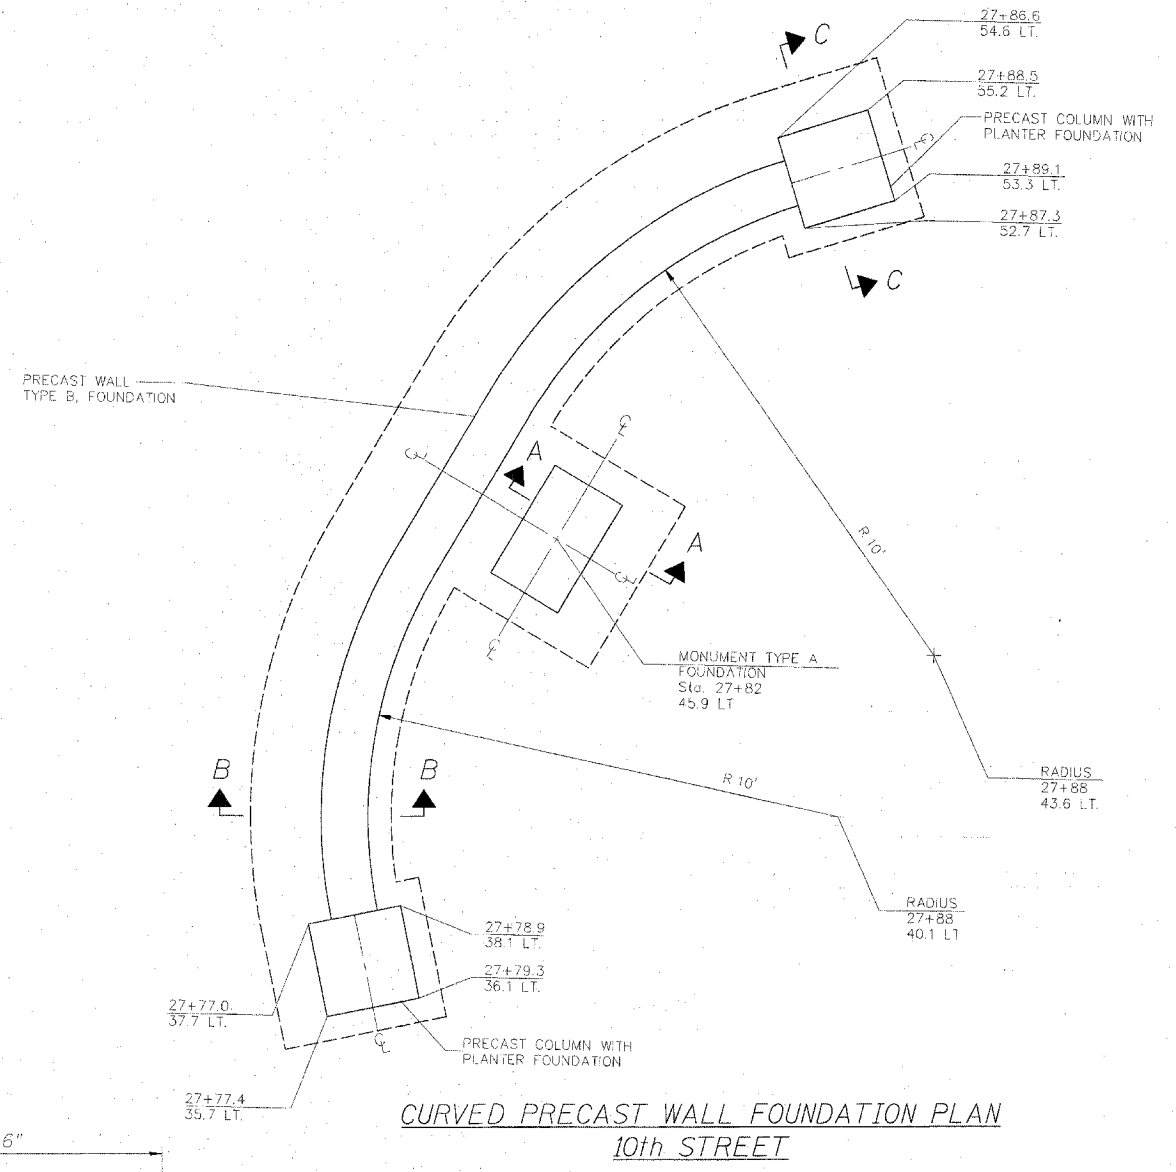 27+86.6
54.6 LT.
C
27+88.5
55.2 LT.
PRECAST COLUMN WITH
PLANTER FOUNDATION
℄
27+89.1
53.3 LT.
27+87.3
52.7 LT.
C
PRECAST WALL
TYPE B, FOUNDATION
℄
℄
A
A
R 10'
℄
℄
MONUMENT TYPE A
FOUNDATION
Sta. 27+82
45.9 LT
B
B
R 10'
RADIUS
27+88
43.6 LT.
RADIUS
27+88
40.1 LT
27+78.9
38.1 LT.
27+79.3
36.1 LT.
27+77.0
37.7 LT.
℄
PRECAST COLUMN WITH
PLANTER FOUNDATION
27+77.4
35.7 LT.
CURVED PRECAST WALL FOUNDATION PLAN
10th STREET
6"